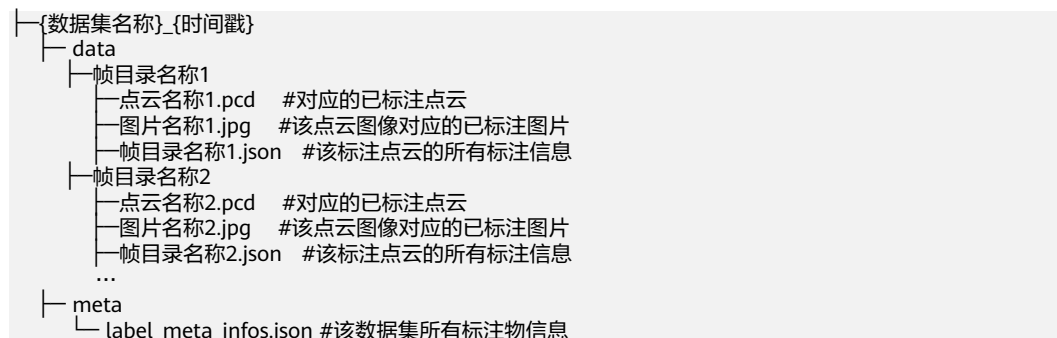 ├─{数据集名称}_{时间戳}
├─ data
├─帧目录名称1
├─点云名称1.pcd #对应的已标注点云
├─图片名称1.jpg #该点云图像对应的已标注图片
├─帧目录名称1.json #该标注点云的所有标注信息
├─帧目录名称2
├─点云名称2.pcd #对应的已标注点云
├─图片名称2.jpg #该点云图像对应的已标注图片
├─帧目录名称2.json #该标注点云的所有标注信息
...
├─ meta
└─ label_meta_infos.json #该数据集所有标注物信息